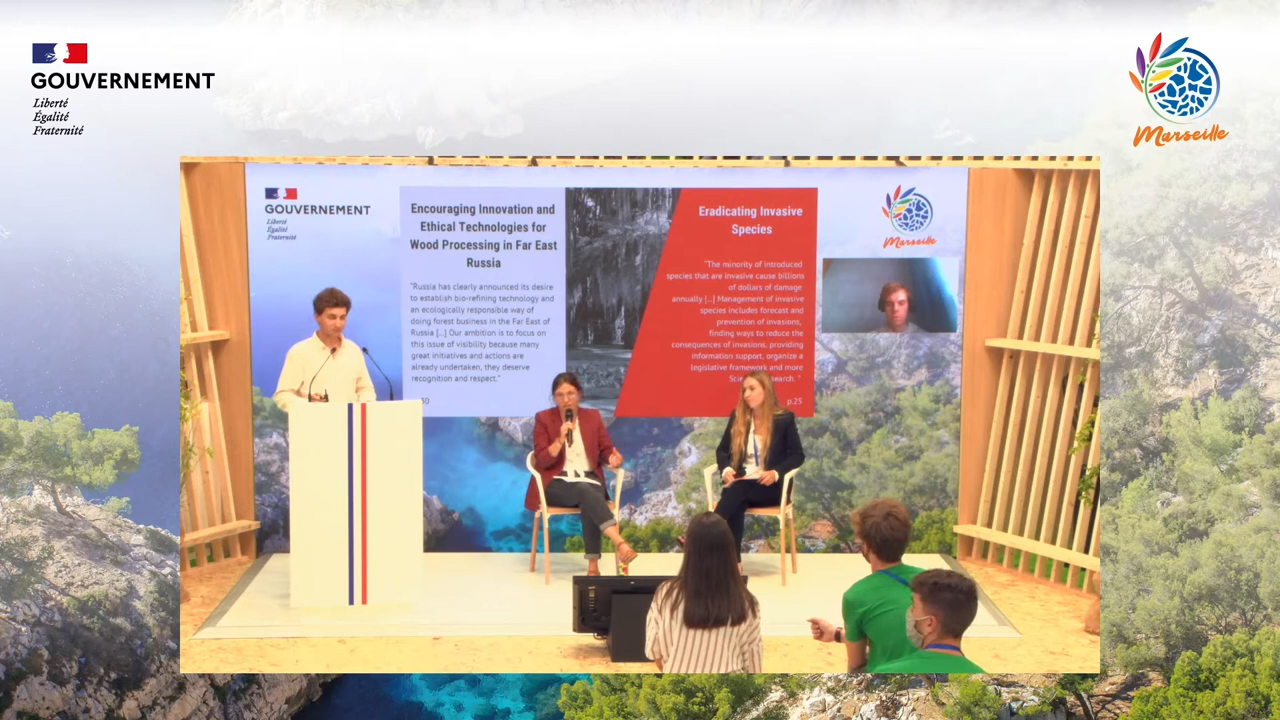 GOUVERNEMENT
Liberté
Égalité
Fraternité
Marseille
GOUVERNEMENT
Liberté
Égalité
Fraternité
Encouraging Innovation and
Ethical Technologies for
Wood Processing in Far East
Russia
"Russia has clearly announced its desire
to establish bio-refining technology and
an ecologically responsible way of
doing forest business in the Far East of
Russia [...] Our ambition is to focus on
this issue of visibility because many
great initiatives and actions are
already undertaken, they deserve
recognition and respect."
Eradicating Invasive
Species
"The minority of introduced
species that are invasive cause billions
of dollars of damage
annually [...] Management of invasive
species includes forecast and
prevention of invasions,
finding ways to reduce the
consequences of invasions, providing
information support, organize a
legislative framework and more
p.25
Marseille